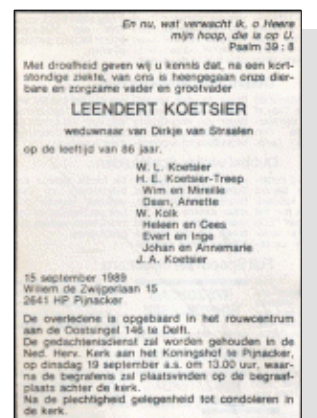 En nu, wat verwacht ik, o Heere
mijn hoop, die is op U.
Psalm 39 : 8
Met droefheid geven wij u kennis dat, na een kort-
stondige ziekte, van ons is heengegaan onze dier-
bare en zorgzame vader en grootvader
LEENDERT KOETSIER
weduwnaar van Dirkje van Straalen
op de leeftijd van 86 jaar.
W. L. Koetsier
H. E. Koetsier-Treep
Wim en Mireille
Daan, Annette
W. Kolk
Heleen en Cees
Evert en Inge
Johan en Annemarie
J. A. Koetsier
15 september 1989
Willem de Zwijgerlaan 15
2641 HP Pijnacker
De overledene is opgebaard in het rouwcentrum
aan de Oostsingel 146 te Delft.
De gedachtenisdienst zal worden gehouden in de
Ned. Herv. Kerk aan het Koningshof te Pijnacker,
op dinsdag 19 september a.s. om 13.00 uur, waar-
na de begrafenis zal plaatsvinden op de begraaf-
plaats achter de kerk.
Na de plechtigheid gelegenheid tot condoleren in
de kerk.